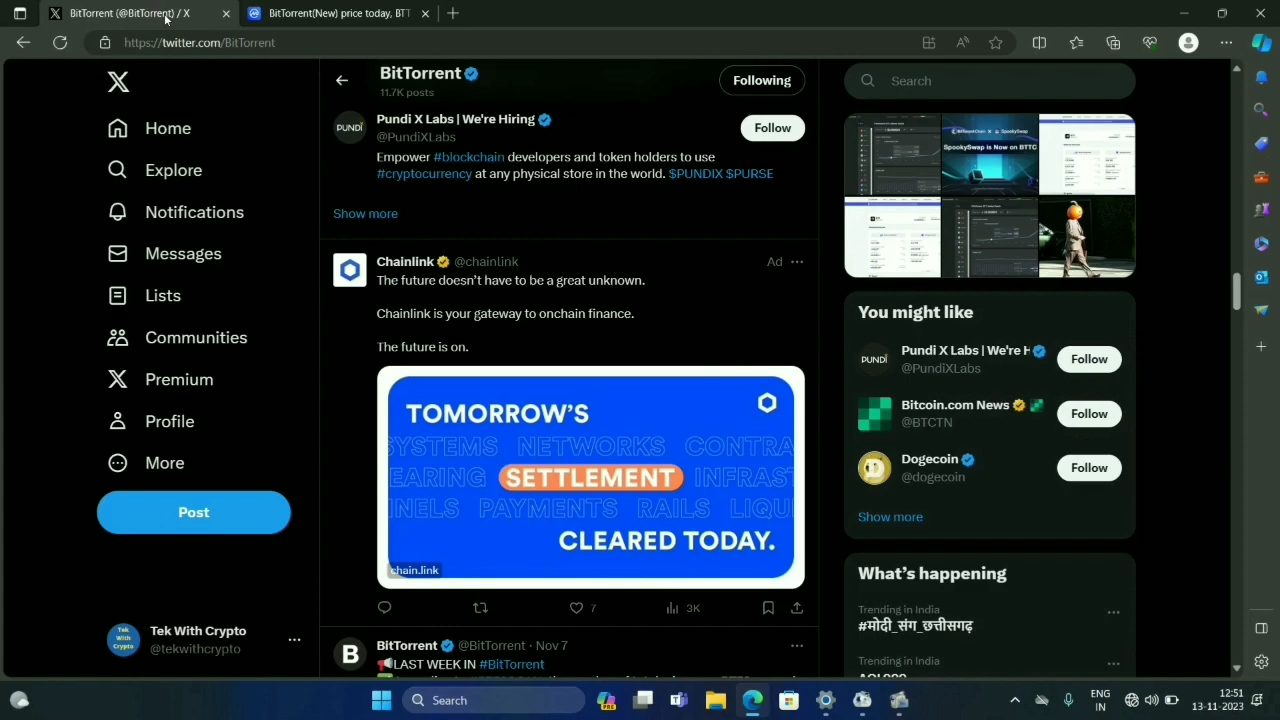 BitTorrent (@BitTorrent) / X
BitTorrent(New) price today, BTT
https://twitter.com/BitTorrent
BitTorrent
11.7K posts
Following
Search
Home
Explore
Notifications
Messages
Lists
Communities
Premium
Profile
More
Post
Tek With Crypto
@tekwithcrypto
PUNDI
Pundi X Labs | We're Hiring
@PundiXLabs
Follow
#blockchain developers and token holders to use
#cryptocurrency at any physical store in the world.
Show more
Chainlink @chainlink
Ad
The future doesn't have to be a great unknown.
Chainlink is your gateway to onchain finance.
The future is on.
TOMORROW'S
SYSTEMS NETWORKS CONTRA
EARING SETTLEMENT INFRAST
NNELS PAYMENTS RAILS LIQU
CLEARED TODAY.
chain.link
7
3K
BitTorrent @BitTorrent · Nov 7
LAST WEEK IN #BitTorrent
SpookySwap is Now on BTTC
You might like
PUNDI
Pundi X Labs | We're H
@PundiXLabs
Follow
Bitcoin.com News
@BTCTN
Follow
Dogecoin
@dogecoin
Follow
Show more
What's happening
Trending in India
#मोदी_संग_छत्तीसगढ़
Trending in India
Search
ENG
IN
12:51
13-11-2023